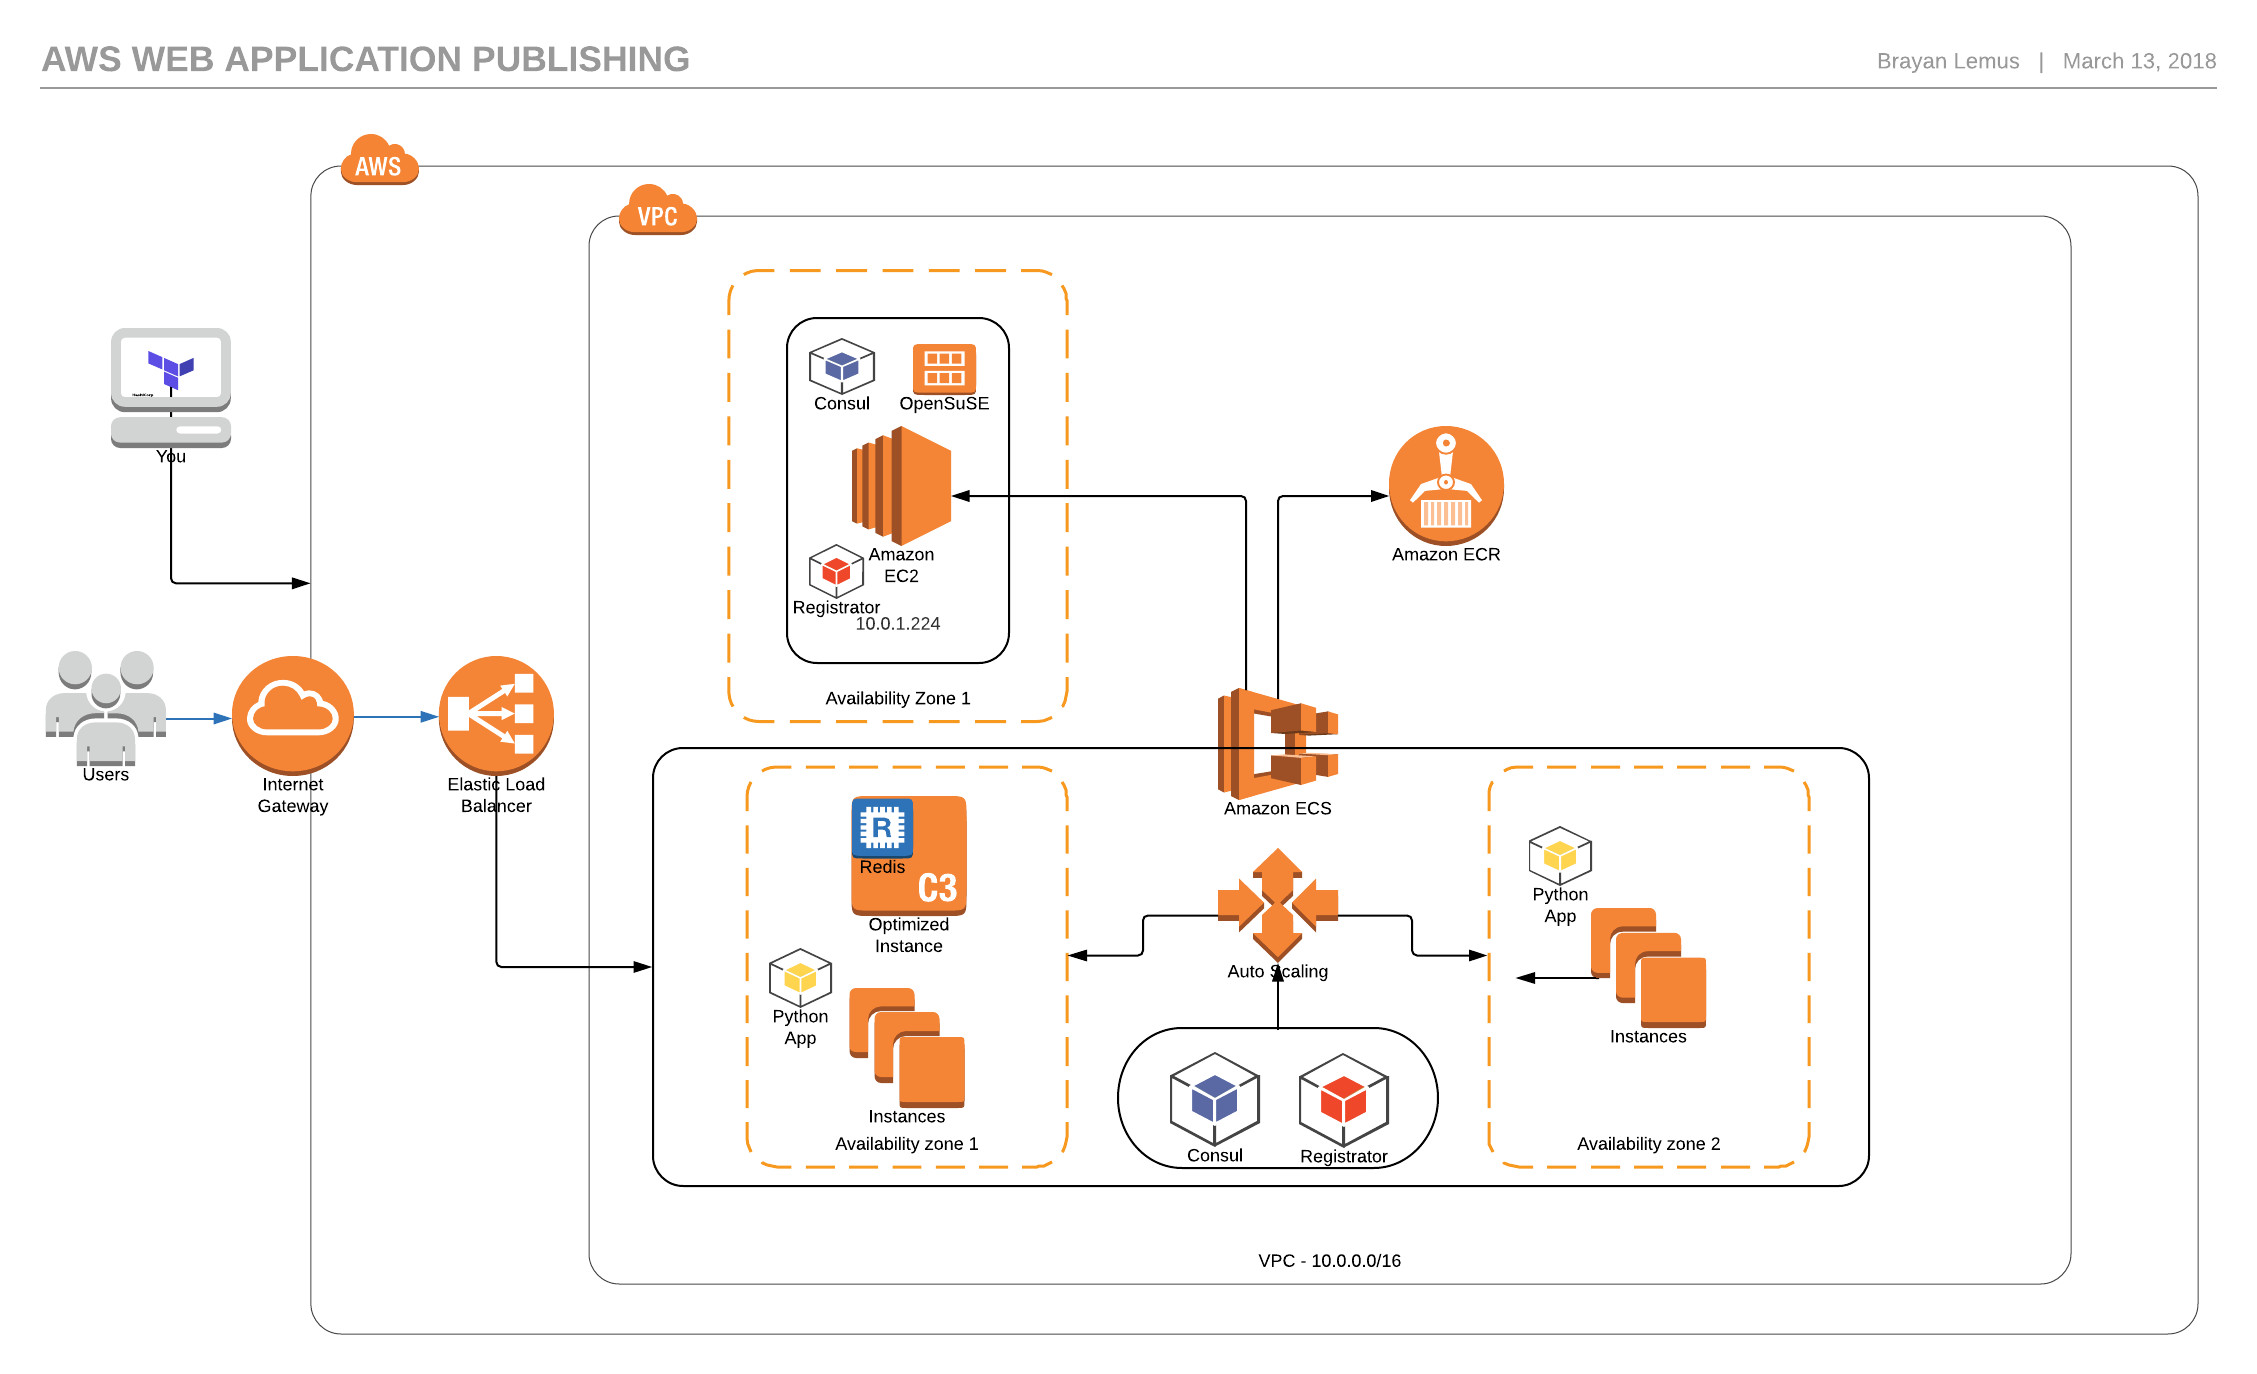 AWS WEB APPLICATION PUBLISHING
Brayan Lemus | March 13, 2018
AWS
VPC
Consul
OpenSuSE
You
Amazon
EC2
Registrator
10.0.1.224
Amazon ECR
Availability Zone 1
Users
Internet
Gateway
Elastic Load
Balancer
Amazon ECS
R
Redis
C3
Optimized
Instance
Python
App
Instances
Availability zone 1
Auto Scaling
Consul
Registrator
Python
App
Instances
Availability zone 2
VPC - 10.0.0.0/16